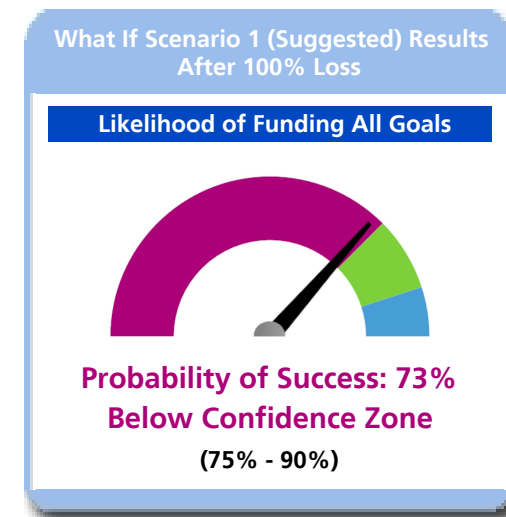 What If Scenario 1 (Suggested) Results
After 100% Loss
Likelihood of Funding All Goals
Probability of Success: 73%
Below Confidence Zone
(75% - 90%)